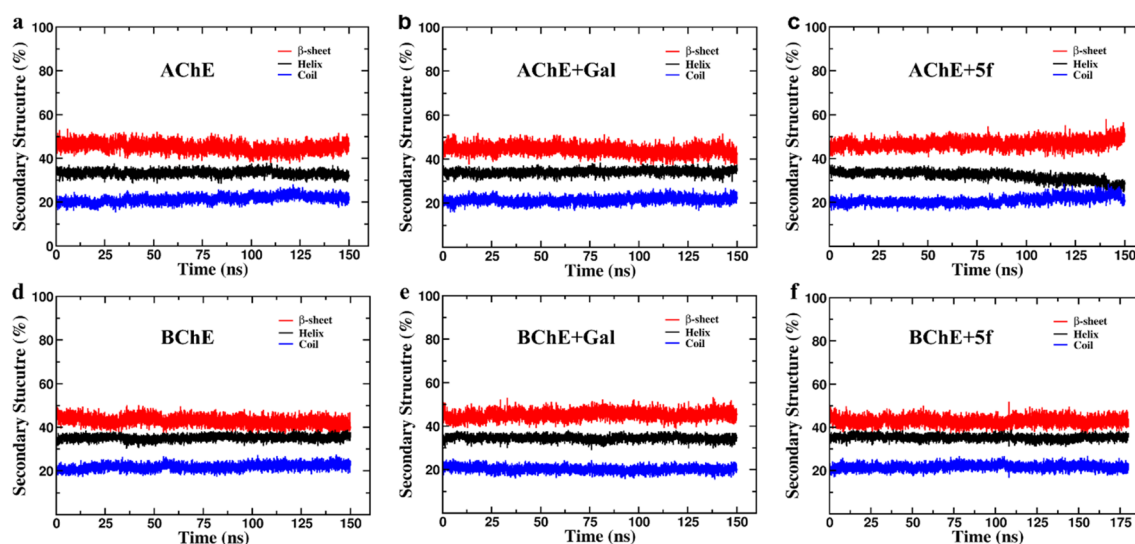 a
100
80
60
40
20
0
Secondary Strucutre (%)
AChE
β-sheet
Helix
Coil
0 25 50 75 100 125 150
Time (ns)
b
100
80
60
40
20
Secondary Strucutre (%)
AChE+Gal
β-sheet
Helix
Coil
0 25 50 75 100 125 150
Time (ns)
c
100
80
60
40
20
Secondary Strucutre (%)
AChE+5f
β-sheet
Helix
Coil
0 25 50 75 100 125 150
Time (ns)
d
100
80
60
40
20
Secondary Stucutre (%)
BChE
β-sheet
Helix
Coil
0 25 50 75 100 125 150
Time (ns)
e
100
80
60
40
20
Secondary Strucutre (%)
BChE+Gal
β-sheet
Helix
Coil
0 25 50 75 100 125 150
Time (ns)
f
100
80
60
40
20
Secondary Structure (%)
BChE+5f
β-sheet
Helix
Coil
0 25 50 75 100 125 150 175
Time (ns)